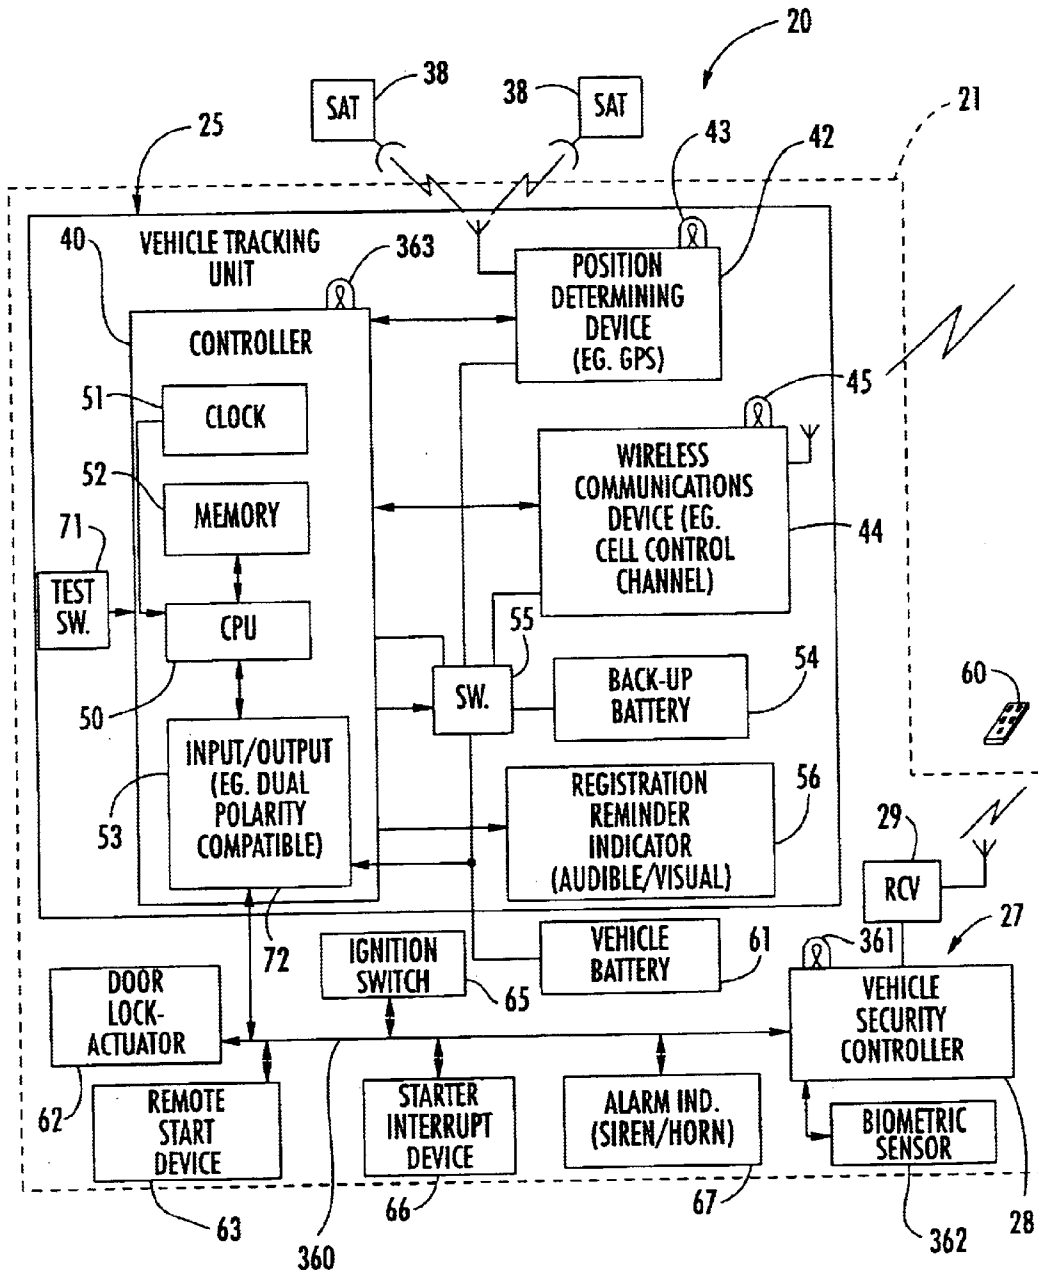 20
38
38
SAT
SAT
21
25
43
42
VEHICLE TRACKING
UNIT
40
363
POSITION
DETERMINING
DEVICE
(EG. GPS)
CONTROLLER
51
CLOCK
45
52
MEMORY
WIRELESS
COMMUNICATIONS
DEVICE (EG.
CELL CONTROL
CHANNEL)
44
71
TEST
SW.
CPU
55
50
SW.
BACK-UP
BATTERY
54
60
INPUT/OUTPUT
(EG. DUAL
POLARITY
COMPATIBLE)
53
REGISTRATION
REMINDER
INDICATOR
(AUDIBLE/VISUAL)
56
29
RCV
27
72
IGNITION
SWITCH
65
VEHICLE
BATTERY
61
361
DOOR
LOCK-
ACTUATOR
62
VEHICLE
SECURITY
CONTROLLER
REMOTE
START
DEVICE
63
STARTER
INTERRUPT
DEVICE
66
ALARM IND.
(SIREN/HORN)
67
BIOMETRIC
SENSOR
28
360
362